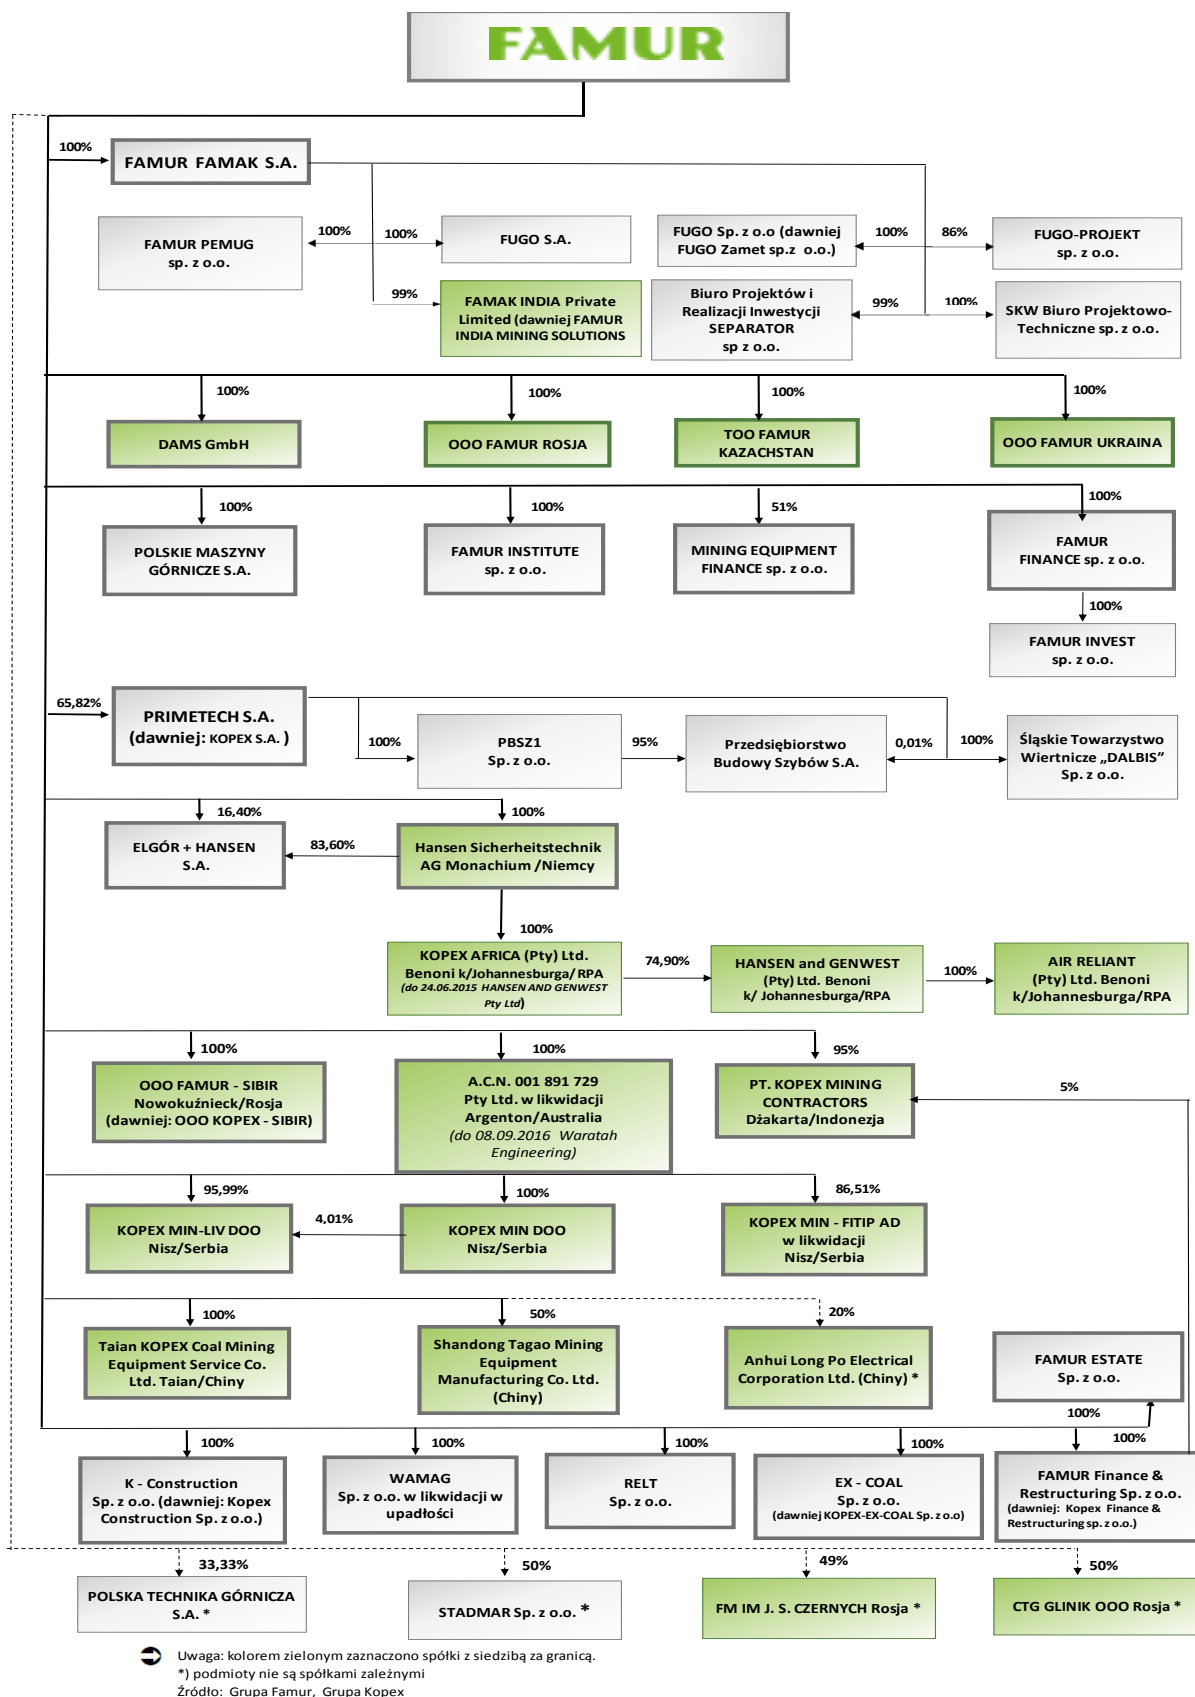 FAMUR
100%
FAMUR FAMAK S.A.
FAMUR PEMUG
sp. z o.o.
100%
100%
FUGO S.A.
FUGO Sp. z o.o (dawniej
FUGO Zamet sp.z o.o.)
100%
86%
FUGO-PROJEKT
sp. z o.o.
99%
FAMAK INDIA Private
Limited (dawniej FAMUR
INDIA MINING SOLUTIONS
Biuro Projektów i
Realizacji Inwestycji
SEPARATOR
sp z o.o.
99%
100%
SKW Biuro Projektowo-
Techniczne sp. z o.o.
100%
100%
100%
100%
DAMS GmbH
OOO FAMUR ROSJA
TOO FAMUR
KAZACHSTAN
OOO FAMUR UKRAINA
100%
100%
51%
100%
POLSKIE MASZYNY
GÓRNICZE S.A.
FAMUR INSTITUTE
sp. z o.o.
MINING EQUIPMENT
FINANCE sp. z o.o.
FAMUR
FINANCE sp. z o.o.
100%
FAMUR INVEST
sp. z o.o.
65,82%
PRIMETECH S.A.
(dawniej: KOPEX S.A. )
100%
PBSZ1
Sp. z o.o.
95%
Przedsiębiorstwo
Budowy Szybów S.A.
0,01%
100%
Śląskie Towarzystwo
Wiertnicze „DALBIS”
Sp. z o.o.
16,40%
100%
ELGÓR + HANSEN
S.A.
83,60%
Hansen Sicherheitstechnik
AG Monachium /Niemcy
100%
KOPEX AFRICA (Pty) Ltd.
Benoni k/Johannesburga/RPA
(do 24.06.2015 HANSEN AND GENWEST
Pty Ltd)
74,90%
HANSEN and GENWEST
(Pty) Ltd. Benoni
k/ Johannesburga/RPA
100%
AIR RELIANT
(Pty) Ltd. Benoni
k/Johannesburga/RPA
100%
100%
95%
OOO FAMUR - SIBIR
Nowokuźnieck/Rosja
(dawniej: OOO KOPEX - SIBIR)
A.C.N. 001 891 729
Pty Ltd. w likwidacji
Argenton/Australia
(do 08.09.2016 Waratah
Engineering)
PT. KOPEX MINING
CONTRACTORS
Dżakarta/Indonezja
5%
95,99%
100%
86,51%
KOPEX MIN-LIV DOO
Nisz/Serbia
4,01%
KOPEX MIN DOO
Nisz/Serbia
KOPEX MIN - FITIP AD
w likwidacji
Nisz/Serbia
100%
50%
20%
Taian KOPEX Coal Mining
Equipment Service Co.
Ltd. Taian/Chiny
Shandong Tagao Mining
Equipment
Manufacturing Co. Ltd.
(Chiny)
Anhui Long Po Electrical
Corporation Ltd. (Chiny) *
FAMUR ESTATE
Sp. z o.o.
100%
100%
100%
100%
100%
100%
K - Construction
Sp. z o.o. (dawniej: Kopex
Construction Sp. z o.o.)
WAMAG
Sp. z o.o. w likwidacji w
upadłości
RELT
Sp. z o.o.
EX - COAL
Sp. z o.o.
(dawniej KOPEX-EX-COAL Sp. z o.o)
FAMUR Finance &
Restructuring Sp. z o.o.
(dawniej: Kopex Finance &
Restructuring sp. z o.o.)
33,33%
50%
49%
50%
POLSKA TECHNIKA GÓRNICZA
S.A. *
STADMAR Sp. z o.o. *
FM IM J. S. CZERNYCH Rosja *
CTG GLINIK OOO Rosja *
Uwaga: kolorem zielonym zaznaczono spółki z siedzibą za granicą.
*) podmioty nie są spółkami zależnymi
Źródło: Grupa Famur, Grupa Kopex